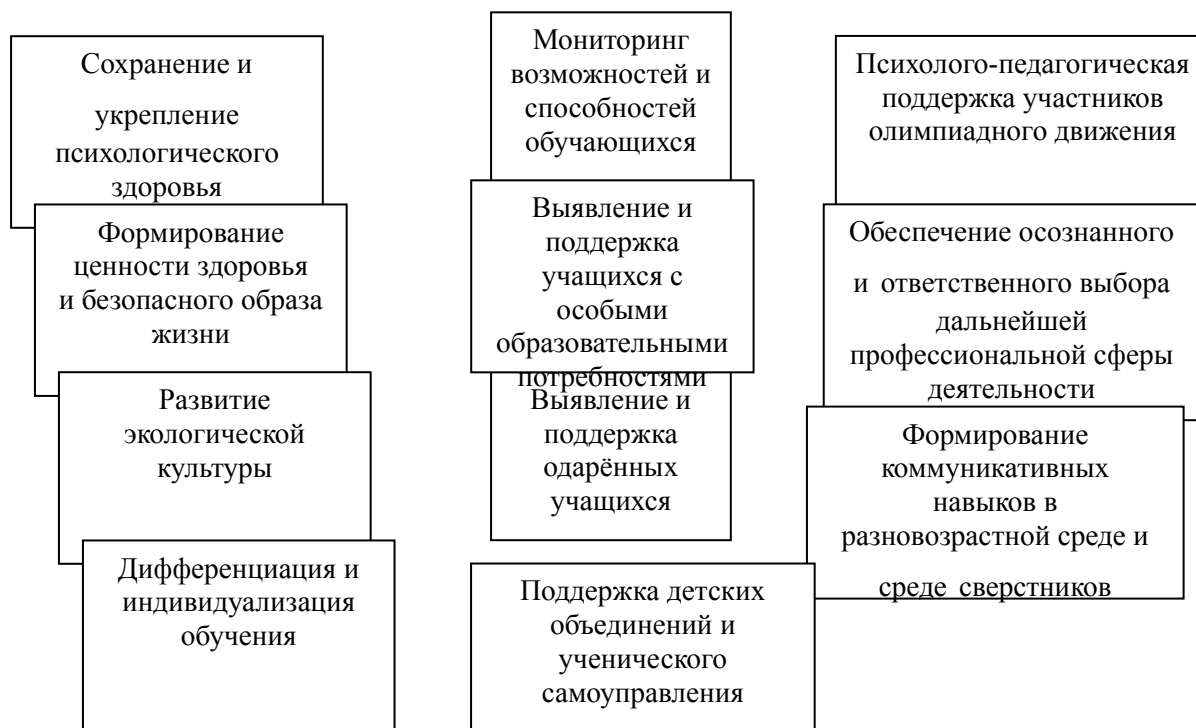 Сохранение и
укрепление
психологического
здоровья
Формирование
ценности здоровья
и безопасного образа
жизни
Развитие
экологической
культуры
Дифференциация и
индивидуализация
обучения
Мониторинг
возможностей и
способностей
обучающихся
Выявление и
поддержка
учащихся с
особыми
образовательными
потребностями
Выявление и
поддержка
одарённых
учащихся
Поддержка детских
объединений и
ученического
самоуправления
Психолого-педагогическая
поддержка участников
олимпиадного движения
Обеспечение осознанного
и ответственного выбора
дальнейшей
профессиональной сферы
деятельности
Формирование
коммуникативных
навыков в
разновозрастной среде и
среде сверстников